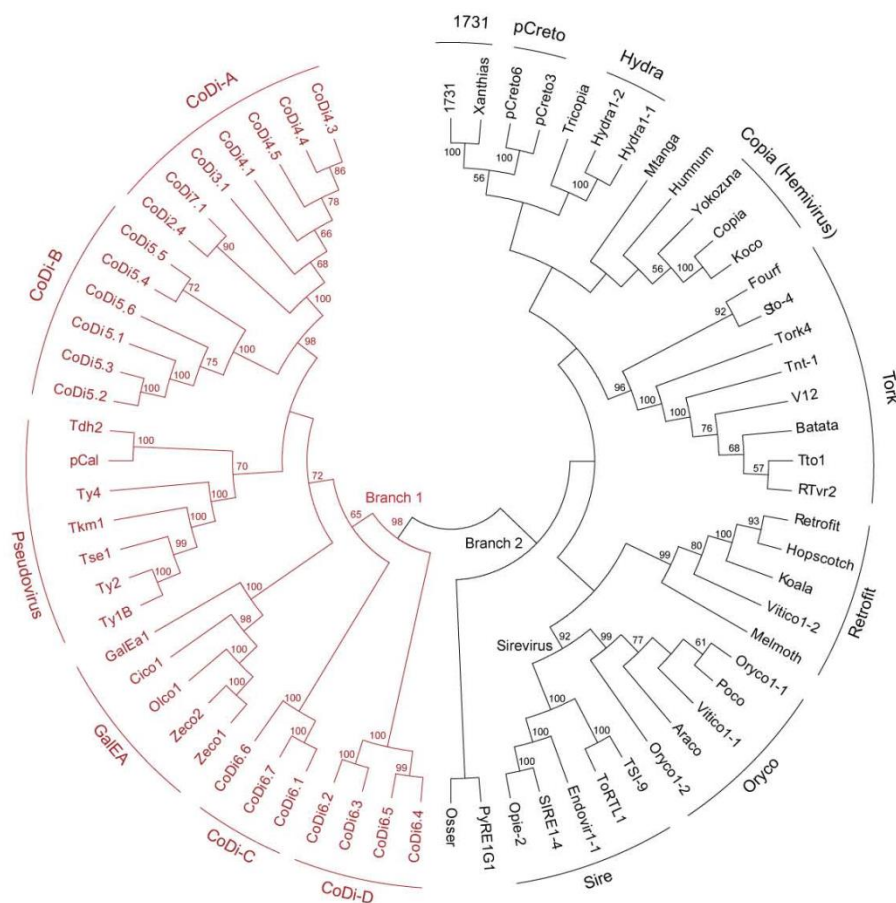 1731
pCreto
Hydra
Copia (Hemivirus)
Tork
Retrofit
Oryco
Sire
CoDi-D
CoDi-C
GalEA
Pseudovirus
CoDi-B
CoDi-A
1731
Xanthias
pCreto6
pCreto3
Tricopia
Hydra1-2
Hydra1-1
Mtanga
Humnum
Yokozuna
Copia
Koco
Fourf
Sto-4
Tork4
Tnt-1
V12
Batata
Tto1
RTvr2
Retrofit
Hopscotch
Koala
Vitico1-2
Melmoth
Oryco1-1
Poco
Vitico1-1
Araco
Oryco1-2
TSI-9
ToRTL1
Endovir1-1
SIRE1-4
Opie-2
PyRE1G1
Osser
CoDi6.4
CoDi6.5
CoDi6.3
CoDi6.2
CoDi6.1
CoDi6.7
CoDi6.6
Zeco1
Zeco2
Olco1
Cico1
GalEa1
Ty1B
Ty2
Tse1
Tkm1
Ty4
pCal
Tdh2
CoDi5.2
CoDi5.3
CoDi5.1
CoDi5.6
CoDi5.4
CoDi5.5
CoDi2.4
CoDi7.1
CoDi3.1
CoDi4.1
CoDi4.5
CoDi4.4
CoDi4.3
Branch 1
Branch 2
Sirevirus
100
100
56
100
56
100
92
96
100
100
76
68
57
93
100
80
99
61
77
99
92
100
100
100
100
99
100
100
100
100
98
65
72
100
98
100
100
100
99
100
100
70
100
100
100
75
100
72
98
100
90
68
66
78
86